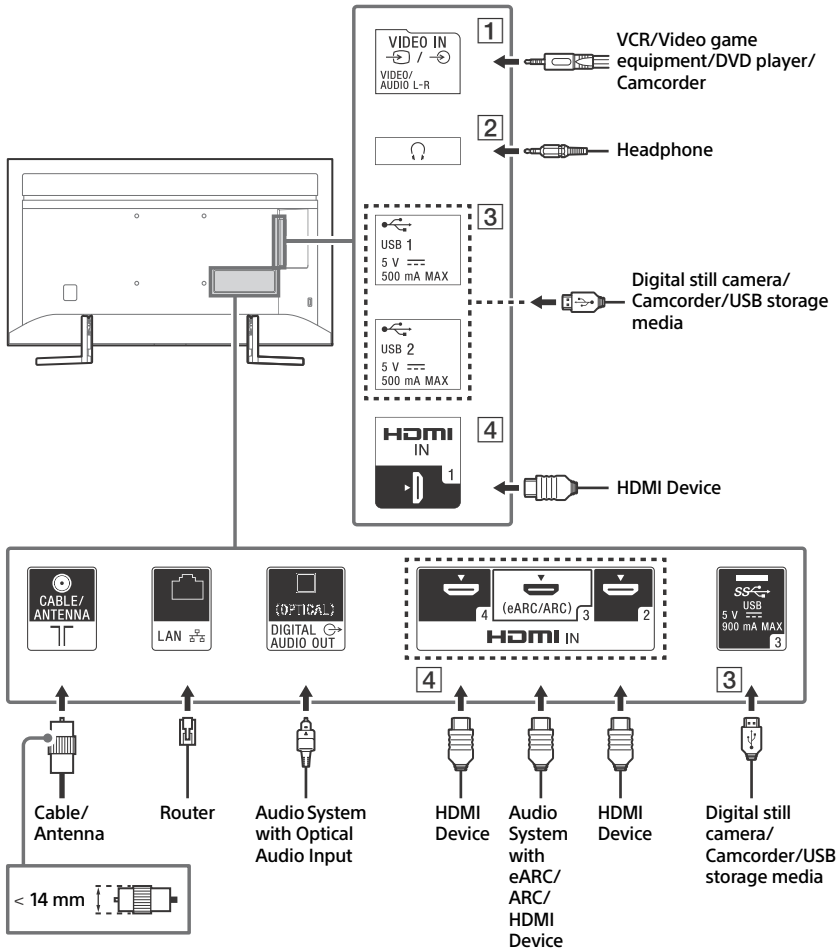 1
VIDEO IN
/
VIDEO/
AUDIO L-R
VCR/Video game
equipment/DVD player/
Camcorder
2
Headphone
3
USB 1
5 V
500 mA MAX
USB 2
5 V
500 mA MAX
Digital still camera/
Camcorder/USB storage
media
4
HDMI
IN
1
HDMI Device
CABLE/
ANTENNA
LAN
(OPTICAL)
DIGITAL
AUDIO OUT
4
(eARC/ARC)
3
2
HDMI IN
SS
USB
5 V
900 mA MAX
3
4
3
Cable/
Antenna
Router
Audio System
with Optical
Audio Input
HDMI
Device
Audio
System
with
eARC/
ARC/
HDMI
Device
HDMI
Device
Digital still
camera/
Camcorder/USB
storage media
< 14 mm